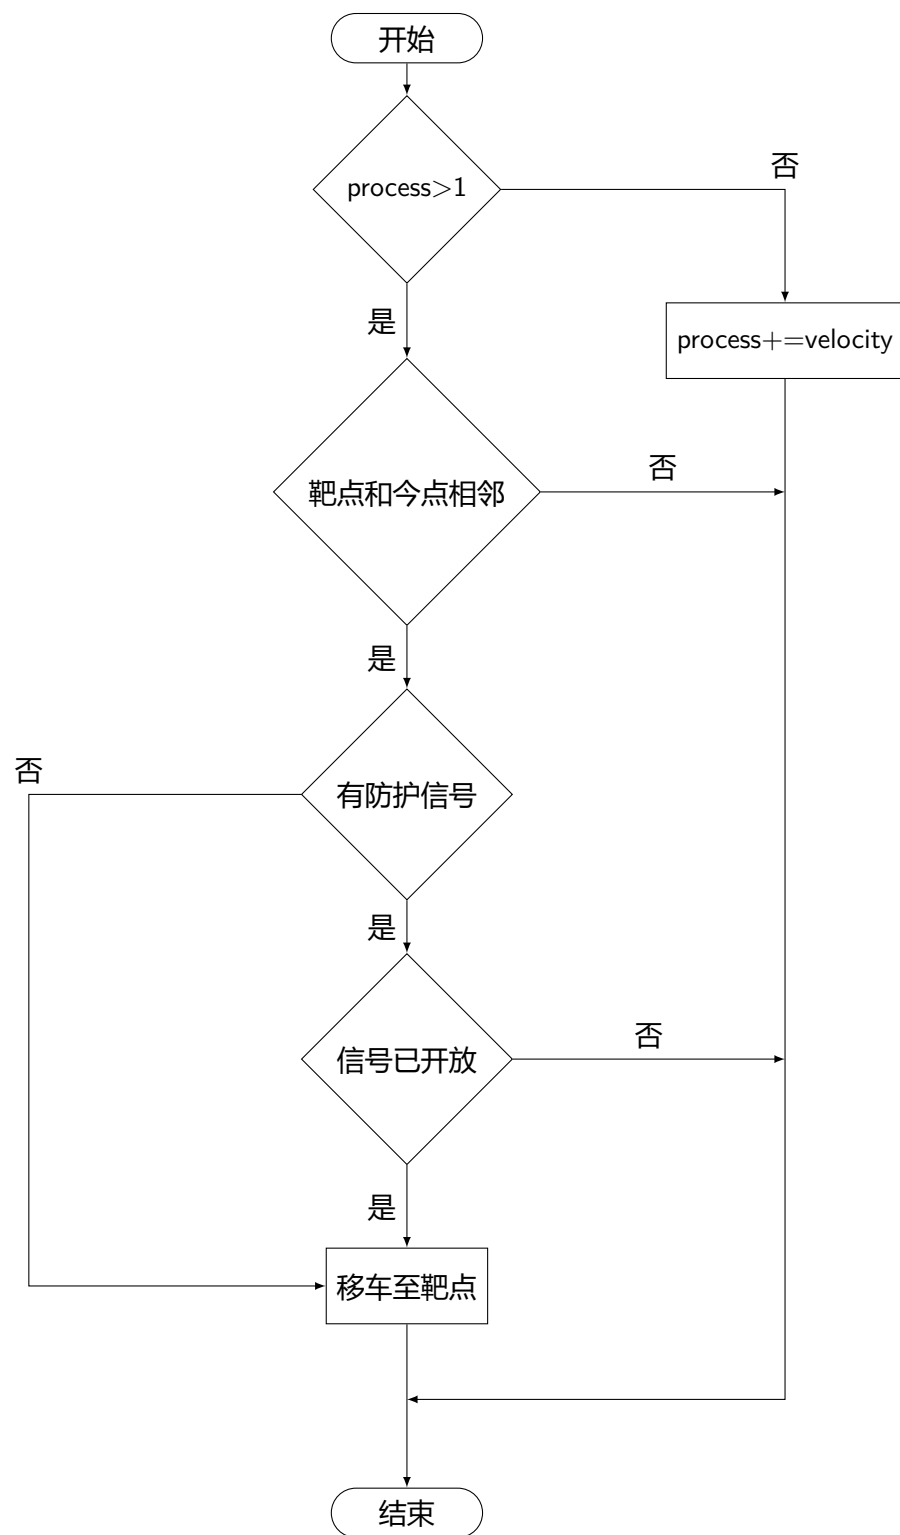 开始
process>1
否
是
process+=velocity
靶点和今点相邻
否
是
否
有防护信号
是
信号已开放
否
是
移车至靶点
结束